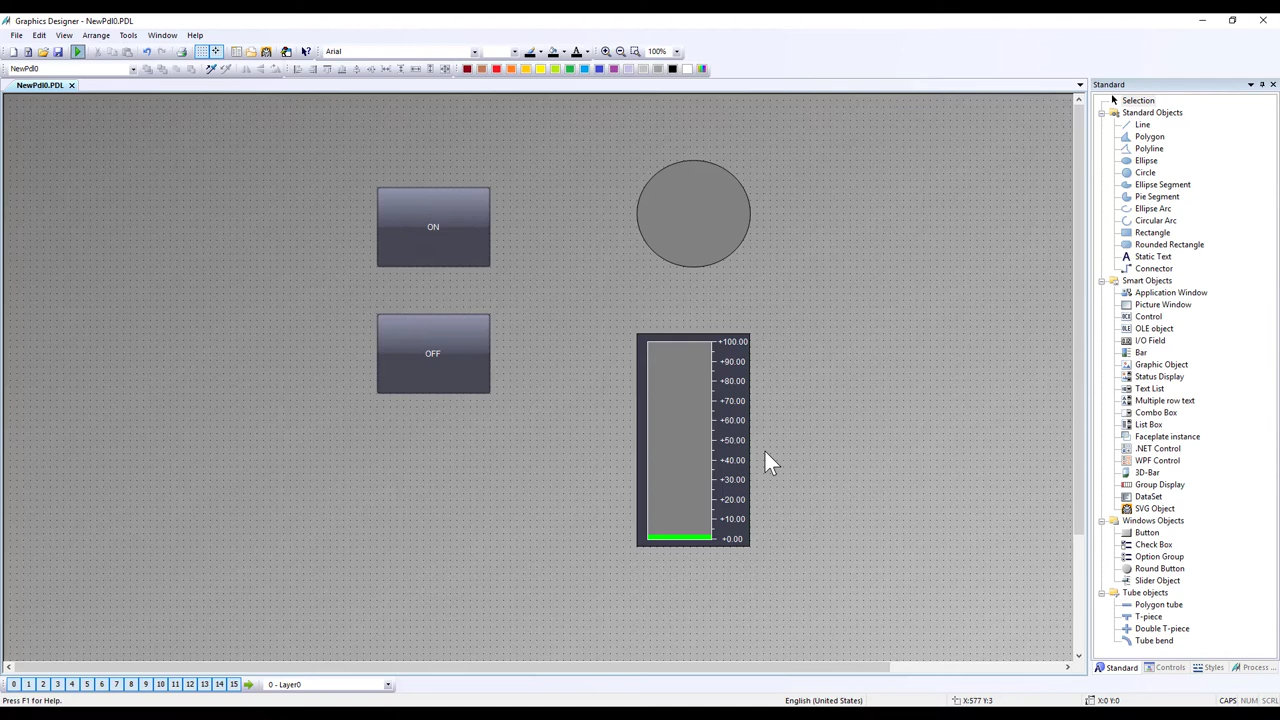 Graphics Designer - NewPdl0.PDL
File Edit View Arrange Tools Window Help
Arial
100%
NewPdl0
NewPdl0.PDL
ON
OFF
+100.00
+90.00
+80.00
+70.00
+60.00
+50.00
+40.00
+30.00
+20.00
+10.00
+0.00
Standard
Selection
Standard Objects
Line
Polygon
Polyline
Ellipse
Circle
Ellipse Segment
Pie Segment
Ellipse Arc
Circular Arc
Rectangle
Rounded Rectangle
Static Text
Connector
Smart Objects
Application Window
Picture Window
Control
OLE object
I/O Field
Bar
Graphic Object
Status Display
Text List
Multiple row text
Combo Box
List Box
Faceplate instance
.NET Control
WPF Control
3D-Bar
Group Display
DataSet
SVG Object
Windows Objects
Button
Check Box
Option Group
Round Button
Slider Object
Tube objects
Polygon tube
T-piece
Double T-piece
Tube bend
Standard Controls Styles Process ...
0 1 2 3 4 5 6 7 8 9 10 11 12 13 14 15 0 - Layer0
Press F1 for Help. English (United States) X:577 Y:3 X:0 Y:0 CAPS NUM SCRL